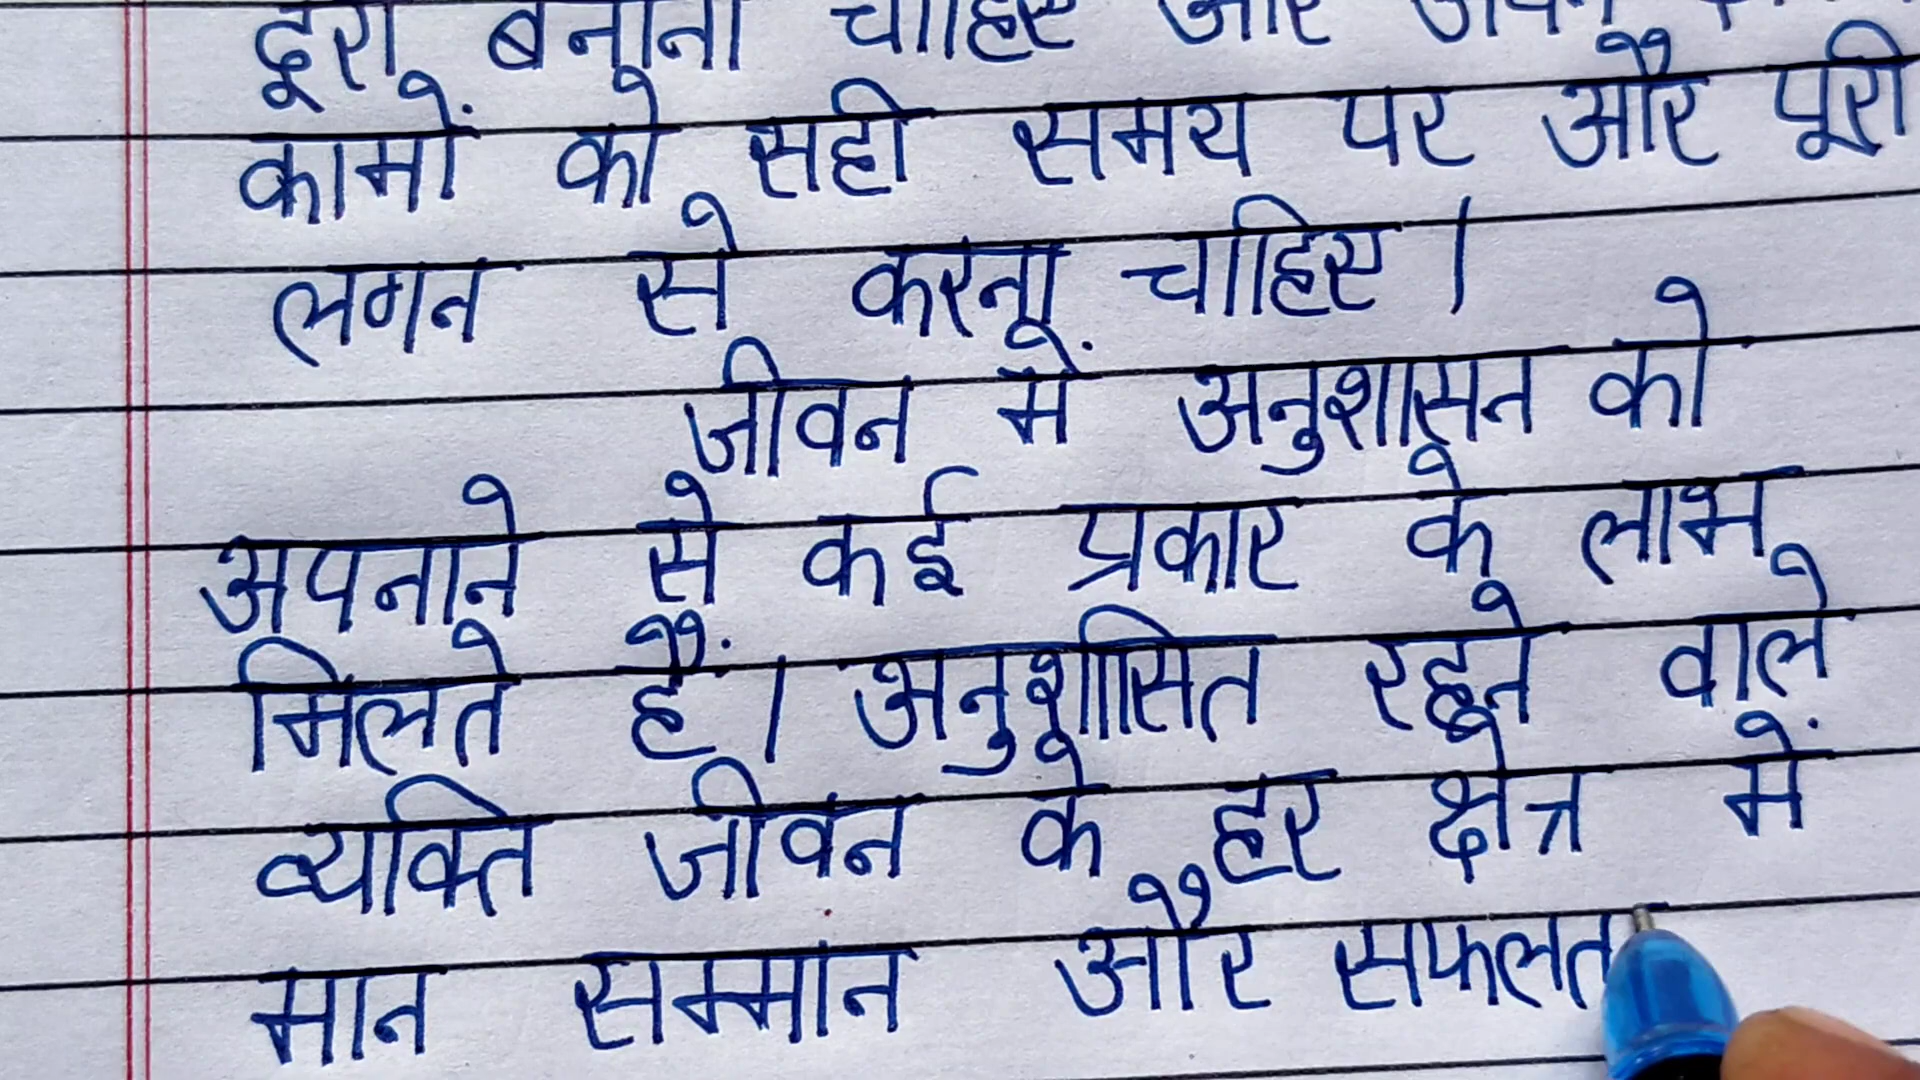 दूरी बनाना चाहिए और अपने
कामों को सही समय पर और पूरी
लगन से करना चाहिए।
जीवन में अनुशासन को
अपनाने से कई प्रकार के लाभ
मिलते हैं। अनुशासित रहने वाले
व्यक्ति जीवन के हर क्षेत्र में
मान सम्मान और सफलत